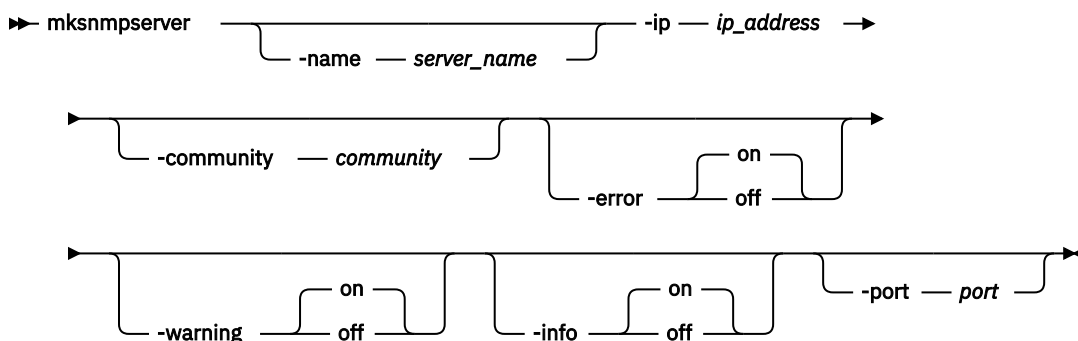 mksnmpserver -ip ip_address
-name server_name
-community community
on
-error off
on on
-port port
-warning off -info off